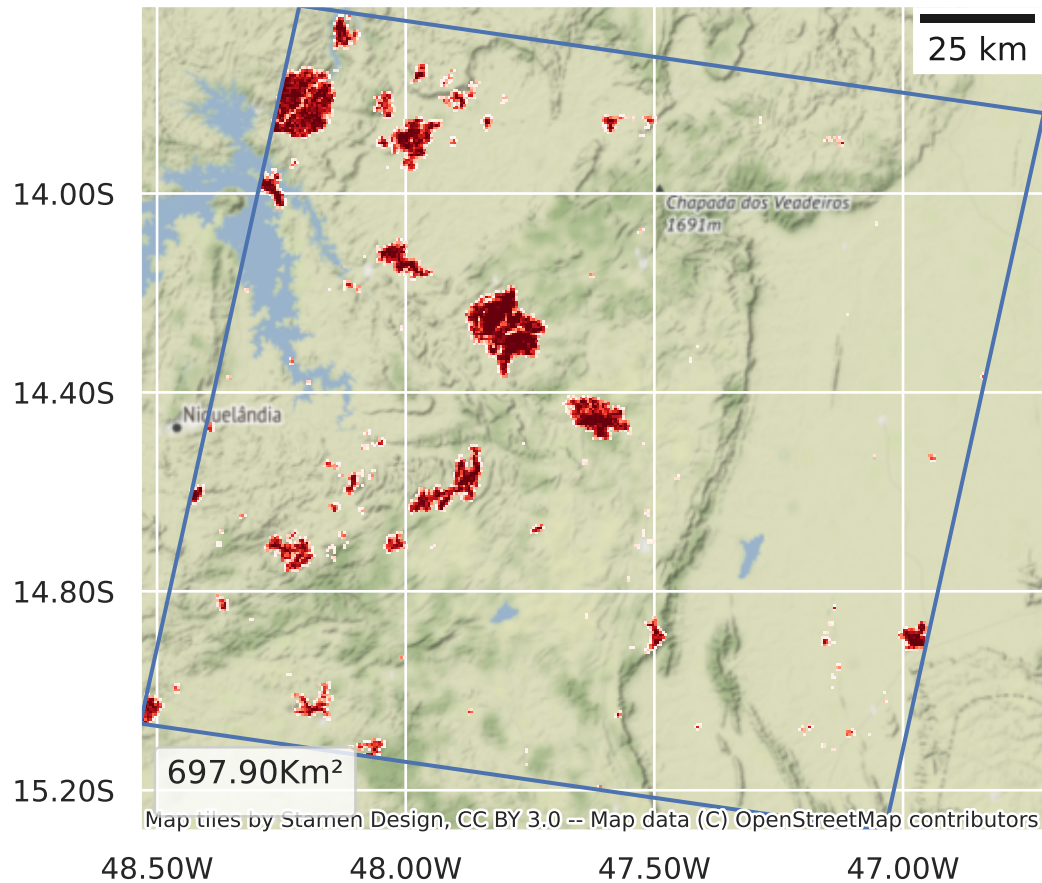 25 km
14.00S
Chapada dos Veadeiros
1691m
14.40S
Niquelândia
14.80S
697.90Km²
15.20S
Map tiles by Stamen Design, CC BY 3.0 -- Map data (C) OpenStreetMap contributors
48.50W 48.00W 47.50W 47.00W